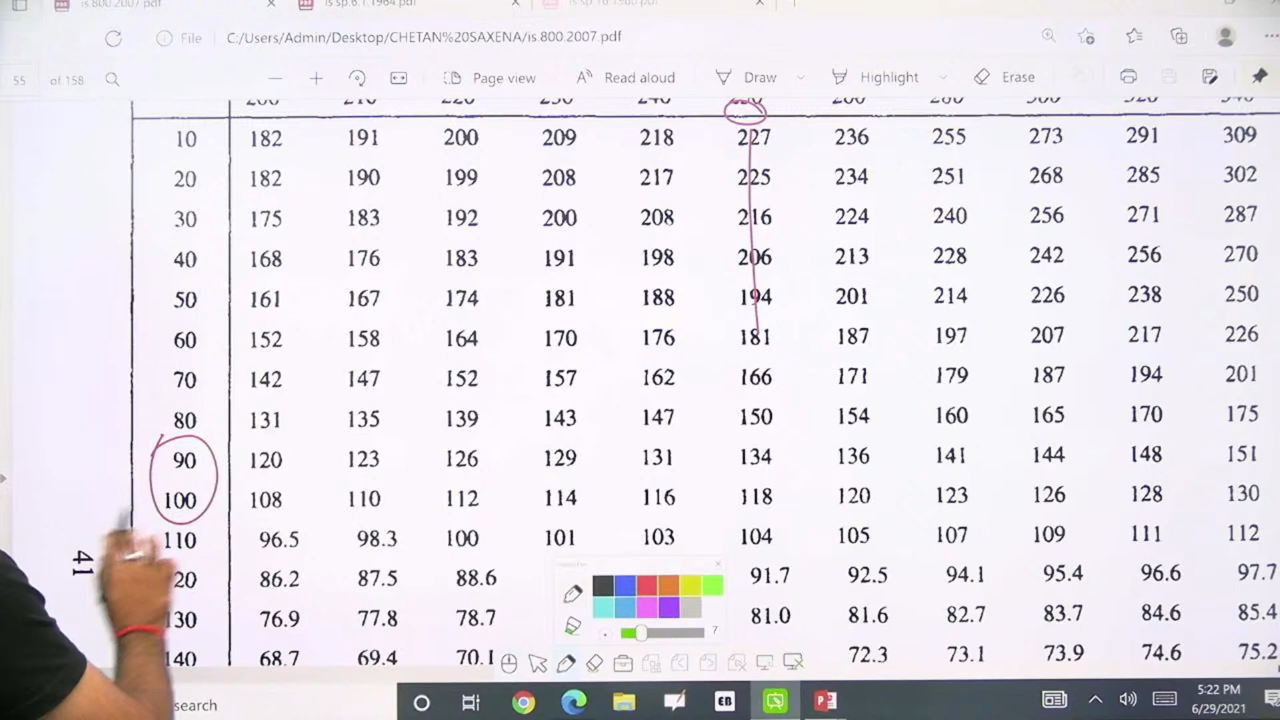 is 800 2007 pdf is.sp.6.1.1964 pdf is sp 16 1980 pdf
File C:/Users/Admin/Desktop/CHETAN%20SAXENA/is.800.2007.pdf
55 of 158 Page view Read aloud Draw Highlight Erase
10 182 191 200 209 218 227 236 255 273 291 309
20 182 190 199 208 217 225 234 251 268 285 302
30 175 183 192 200 208 216 224 240 256 271 287
40 168 176 183 191 198 206 213 228 242 256 270
50 161 167 174 181 188 194 201 214 226 238 250
60 152 158 164 170 176 181 187 197 207 217 226
70 142 147 152 157 162 166 171 179 187 194 201
80 131 135 139 143 147 150 154 160 165 170 175
90 120 123 126 129 131 134 136 141 144 148 151
100 108 110 112 114 116 118 120 123 126 128 130
110 96.5 98.3 100 101 103 104 105 107 109 111 112
20 86.2 87.5 88.6 91.7 92.5 94.1 95.4 96.6 97.7
130 76.9 77.8 78.7 81.0 81.6 82.7 83.7 84.6 85.4
140 68.7 69.4 70.1 72.3 73.1 73.9 74.6 75.2
41
7
search
5:22 PM
6/29/2021